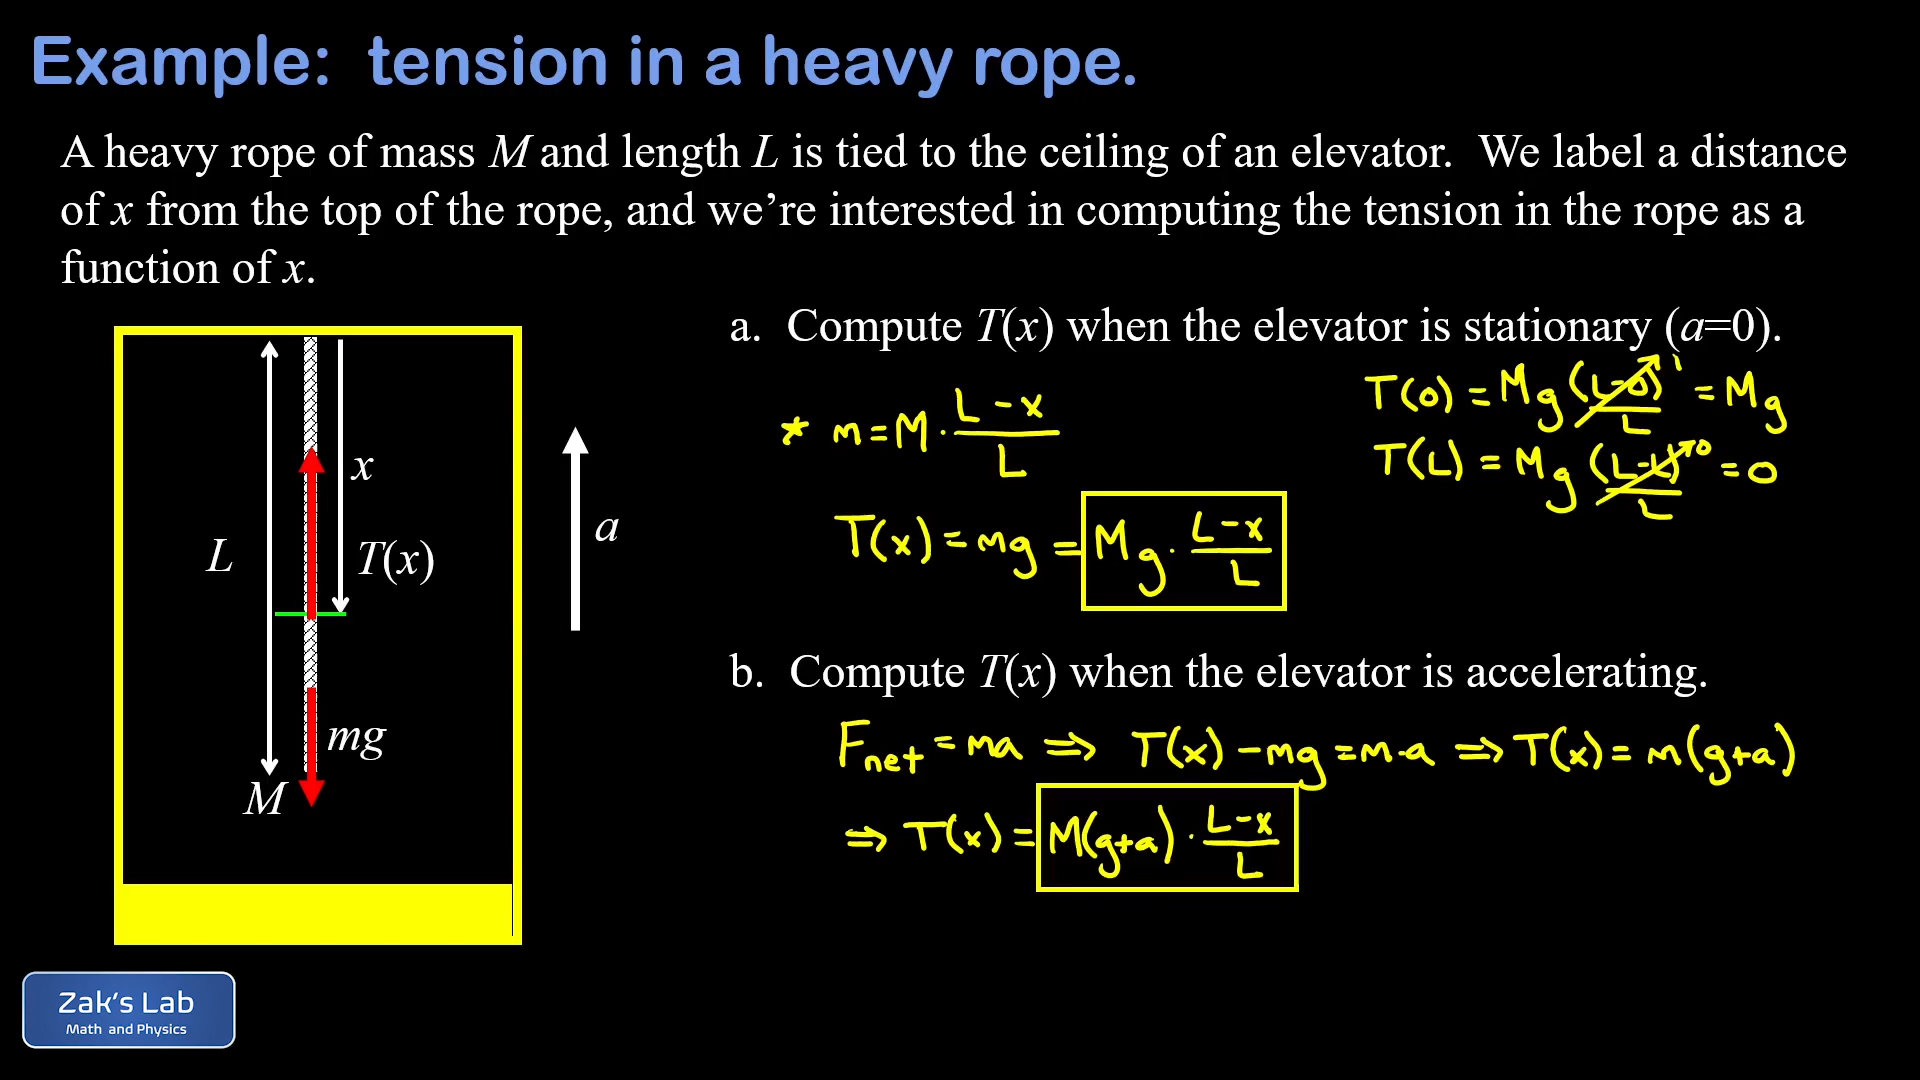 Example: tension in a heavy rope.
A heavy rope of mass M and length L is tied to the ceiling of an elevator. We label a distance
of x from the top of the rope, and we're interested in computing the tension in the rope as a
function of x.
a. Compute T(x) when the elevator is stationary (a=0).
* m = M · (L-x)/L
T(x) = mg = Mg · (L-x)/L
T(0) = Mg (L-0)/L 1 = Mg
T(L) = Mg (L-L)/L 0 = 0
b. Compute T(x) when the elevator is accelerating.
Fnet = ma ⇒ T(x) - mg = m·a ⇒ T(x) = m(g+a)
⇒ T(x) = M(g+a) · (L-x)/L
x
L
T(x)
a
mg
M
Zak's Lab
Math and Physics